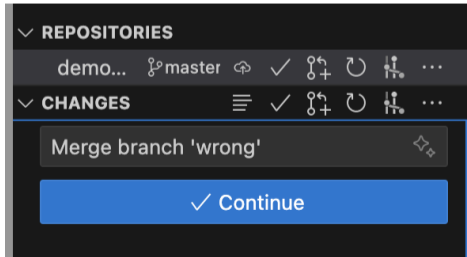 REPOSITORIES
demo... master
CHANGES
Merge branch 'wrong'
Continue